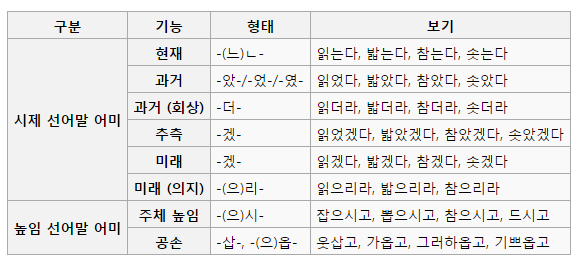 구분 기능 형태 보기
현재 -(느)ㄴ- 읽는다, 밟는다, 참는다, 솟는다
과거 -았-/-었-/-였- 읽었다, 밟았다, 참았다, 솟았다
과거 (회상) -더- 읽더라, 밟더라, 참더라, 솟더라
시제 선어말 어미
추측 -겠- 읽었겠다, 밟았겠다, 참았겠다, 솟았겠다
미래 -겠- 읽겠다, 밟겠다, 참겠다, 솟겠다
미래 (의지) -(으)리- 읽으리라, 밟으리라, 참으리라
높임 선어말 어미
주체 높임 -(으)시- 잡으시고, 뽑으시고, 참으시고, 드시고
공손 -삽-, -(으)옵- 웃삽고, 가옵고, 그러하옵고, 기쁘옵고